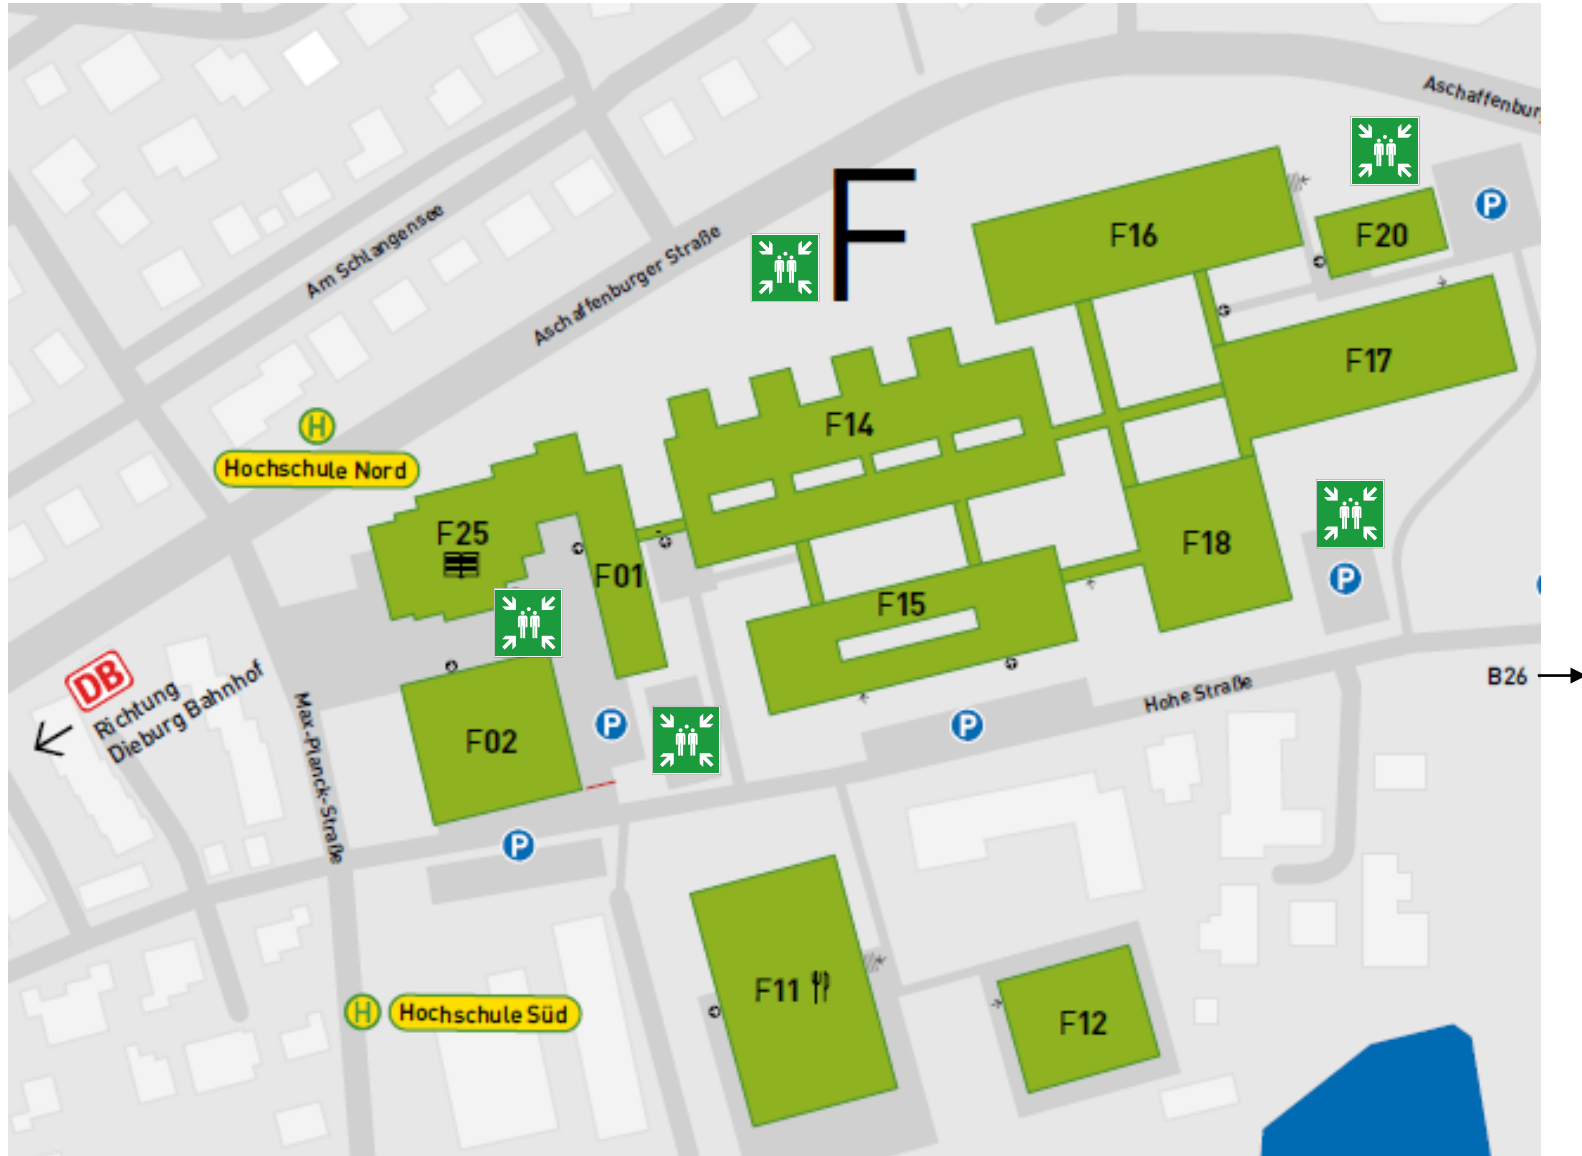 Aschaffenbur
F
F16
F20
P
Am Schlangensee
Aschaffenburger Straße
F17
F14
H
Hochschule Nord
F25
F01
F18
F15
P
DB
Richtung
Dieburg Bahnhof
B26
Hohe Straße
Max-Planck-Straße
F02
P
P
P
F11
H
Hochschule Süd
F12